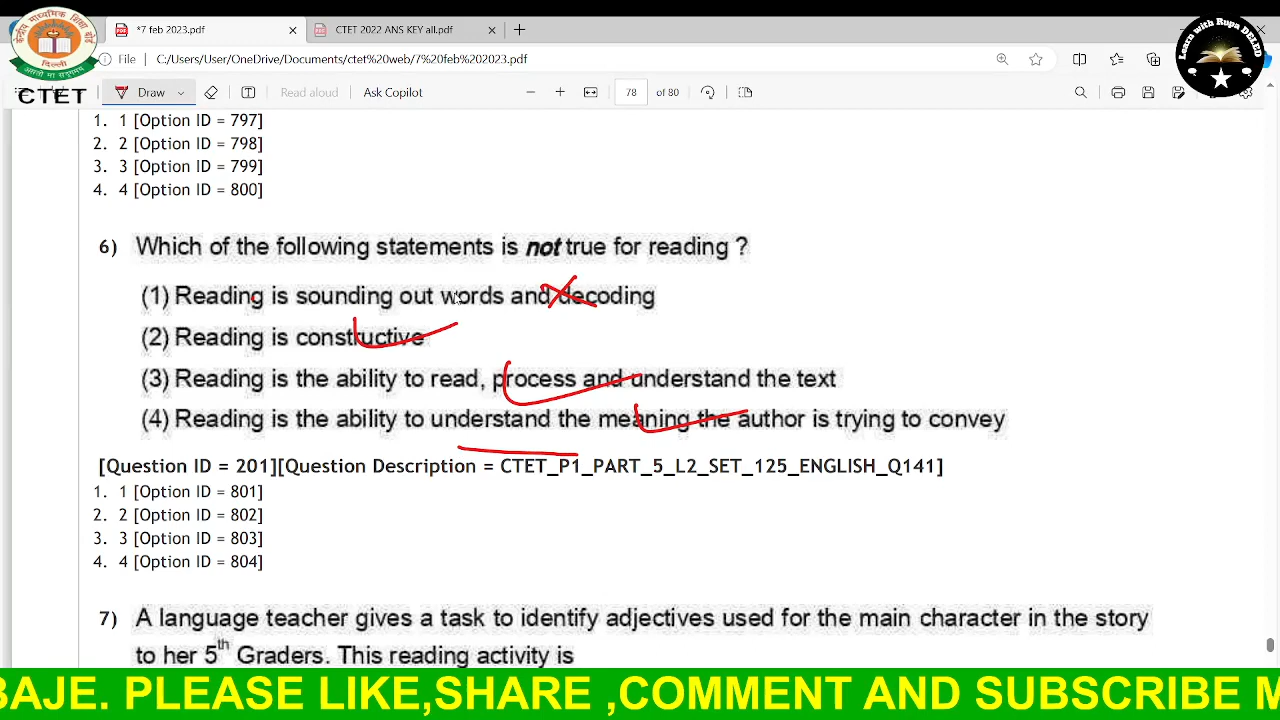 *7 feb 2023.pdf
CTET 2022 ANS KEY all.pdf
File C:/Users/User/OneDrive/Documents/ctet%20web/7%20feb%202023.pdf
CTET
Learn with Rupa DELED
Draw
Read aloud
Ask Copilot
78 of 80
1. 1 [Option ID = 797]
2. 2 [Option ID = 798]
3. 3 [Option ID = 799]
4. 4 [Option ID = 800]
6) Which of the following statements is not true for reading ?
(1) Reading is sounding out words and decoding
(2) Reading is constructive
(3) Reading is the ability to read, process and understand the text
(4) Reading is the ability to understand the meaning the author is trying to convey
[Question ID = 201][Question Description = CTET_P1_PART_5_L2_SET_125_ENGLISH_Q141]
1. 1 [Option ID = 801]
2. 2 [Option ID = 802]
3. 3 [Option ID = 803]
4. 4 [Option ID = 804]
7) A language teacher gives a task to identify adjectives used for the main character in the story
to her 5th Graders. This reading activity is
BAJE. PLEASE LIKE,SHARE ,COMMENT AND SUBSCRIBE M